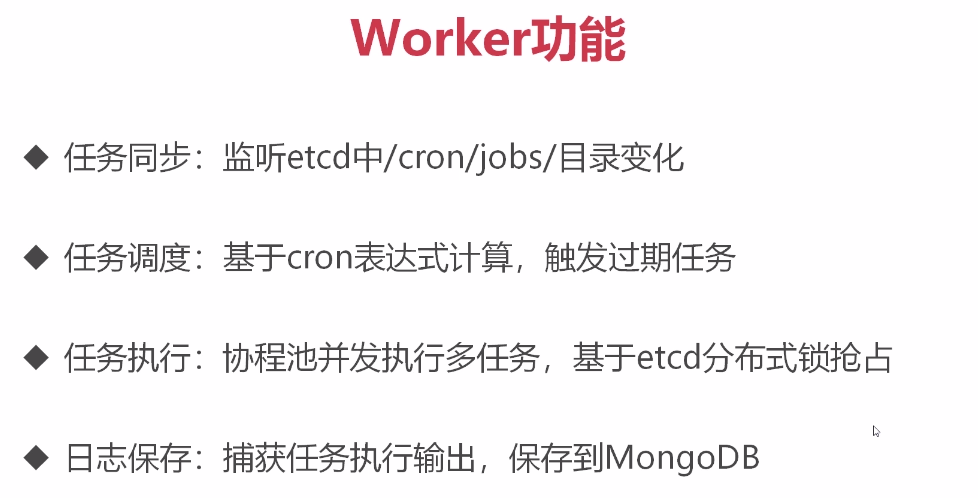 Worker功能
◆ 任务同步：监听etcd中/cron/jobs/目录变化
◆ 任务调度：基于cron表达式计算，触发过期任务
◆ 任务执行：协程池并发执行多任务，基于etcd分布式锁抢占
◆ 日志保存：捕获任务执行输出，保存到MongoDB